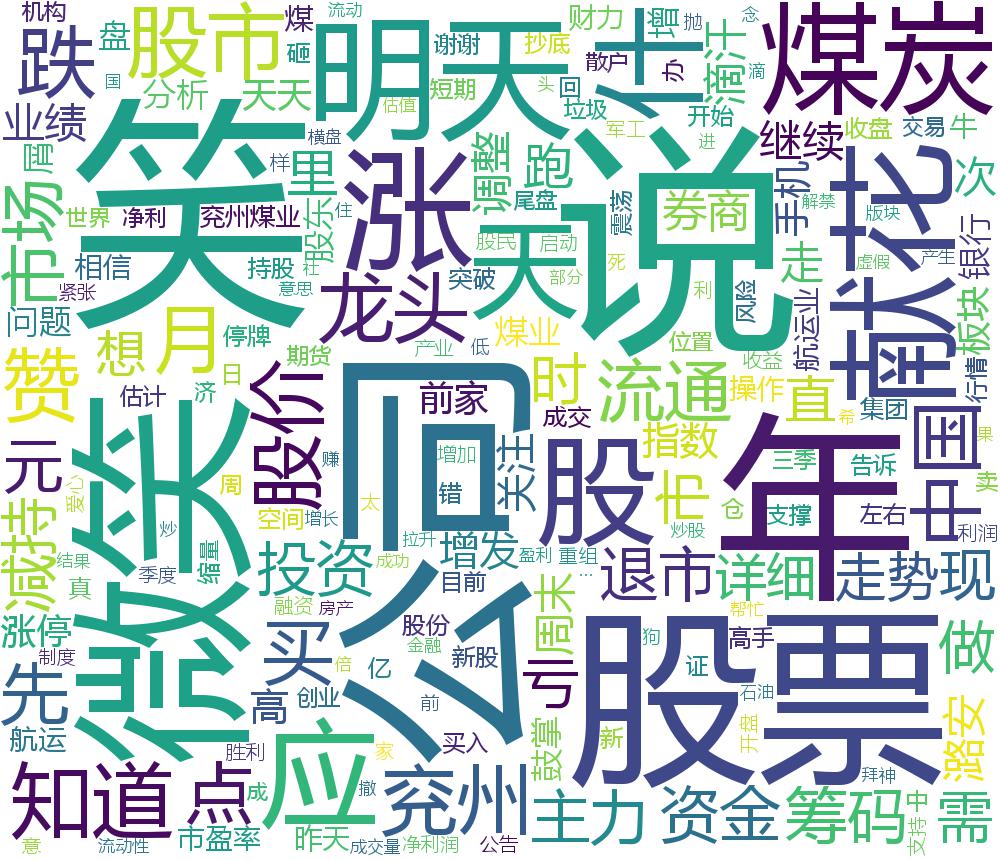 机构
流动
煤
财力
增
念
抛
跌
盘
股市
砸
明天
谢谢
抄底
什
散户
办
滴汗
滴
煤炭
国
估值
头
短期
回
垃圾
业绩
分析
天天
横盘
军工
开始
进
继续
收盘
交易
牛
屑
笑
样
里
涨
调整
跑
尾盘
说
券商
手机
解禁
献花
次
市场
世界
净利
兖州煤业
股东
住
天
股民
启动
震荡
死
走
版块
银行
相信
持股
社
意思
龙头
突破
部分
利
风险
虚假
产生
紧张
问题
想
月
停牌
期货
产业
低
煤业
位置
收益
航运业
行情
板块
赞
估计
济
日
股价
前家
时
流通
操作
直
集团
希
中国
果
元
微笑
周
赚
公司
增加
错
关注
成交
股
指数
市
仓
年
三季
告诉
支撑
左右
卖
爱心
炒
太
空间
增长
炒股
利润
减持
结果
真
季度
缩量
投资
拉升
成功
增发
盈利
重组
...
退市
详细
走势
现
融资
房产
目前
周末
帮忙
涨停
制度
买
倍
亿
股份
金融
新股
亏
股票
狗
证
高手
石油
做
先
航运
胜利
高
创业
前
买入
鼓掌
新
开盘
拜神
潞安
知道
点
成
应
家
撤
兖州
主力
资金
筹码
支持
中
需
意
流动性
市盈率
昨天
成交量
净利润
公告